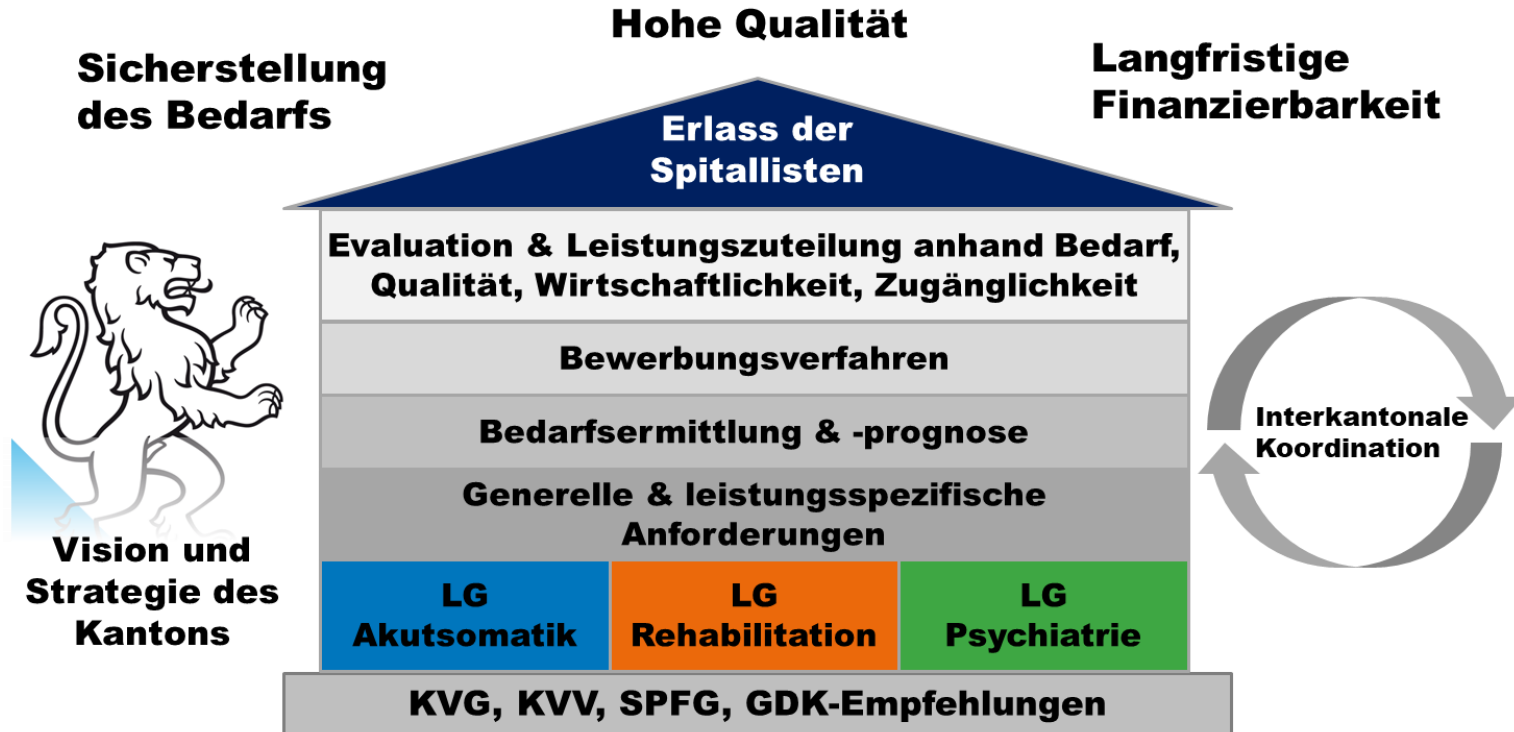 Hohe Qualität
Sicherstellung
des Bedarfs
Langfristige
Finanzierbarkeit
Erlass der
Spitallisten
Evaluation & Leistungszuteilung anhand Bedarf,
Qualität, Wirtschaftlichkeit, Zugänglichkeit
Bewerbungsverfahren
Bedarfsermittlung & -prognose
Generelle & leistungsspezifische
Anforderungen
LG
Akutsomatik
LG
Rehabilitation
LG
Psychiatrie
KVG, KVV, SPFG, GDK-Empfehlungen
Vision und
Strategie des
Kantons
Interkantonale
Koordination